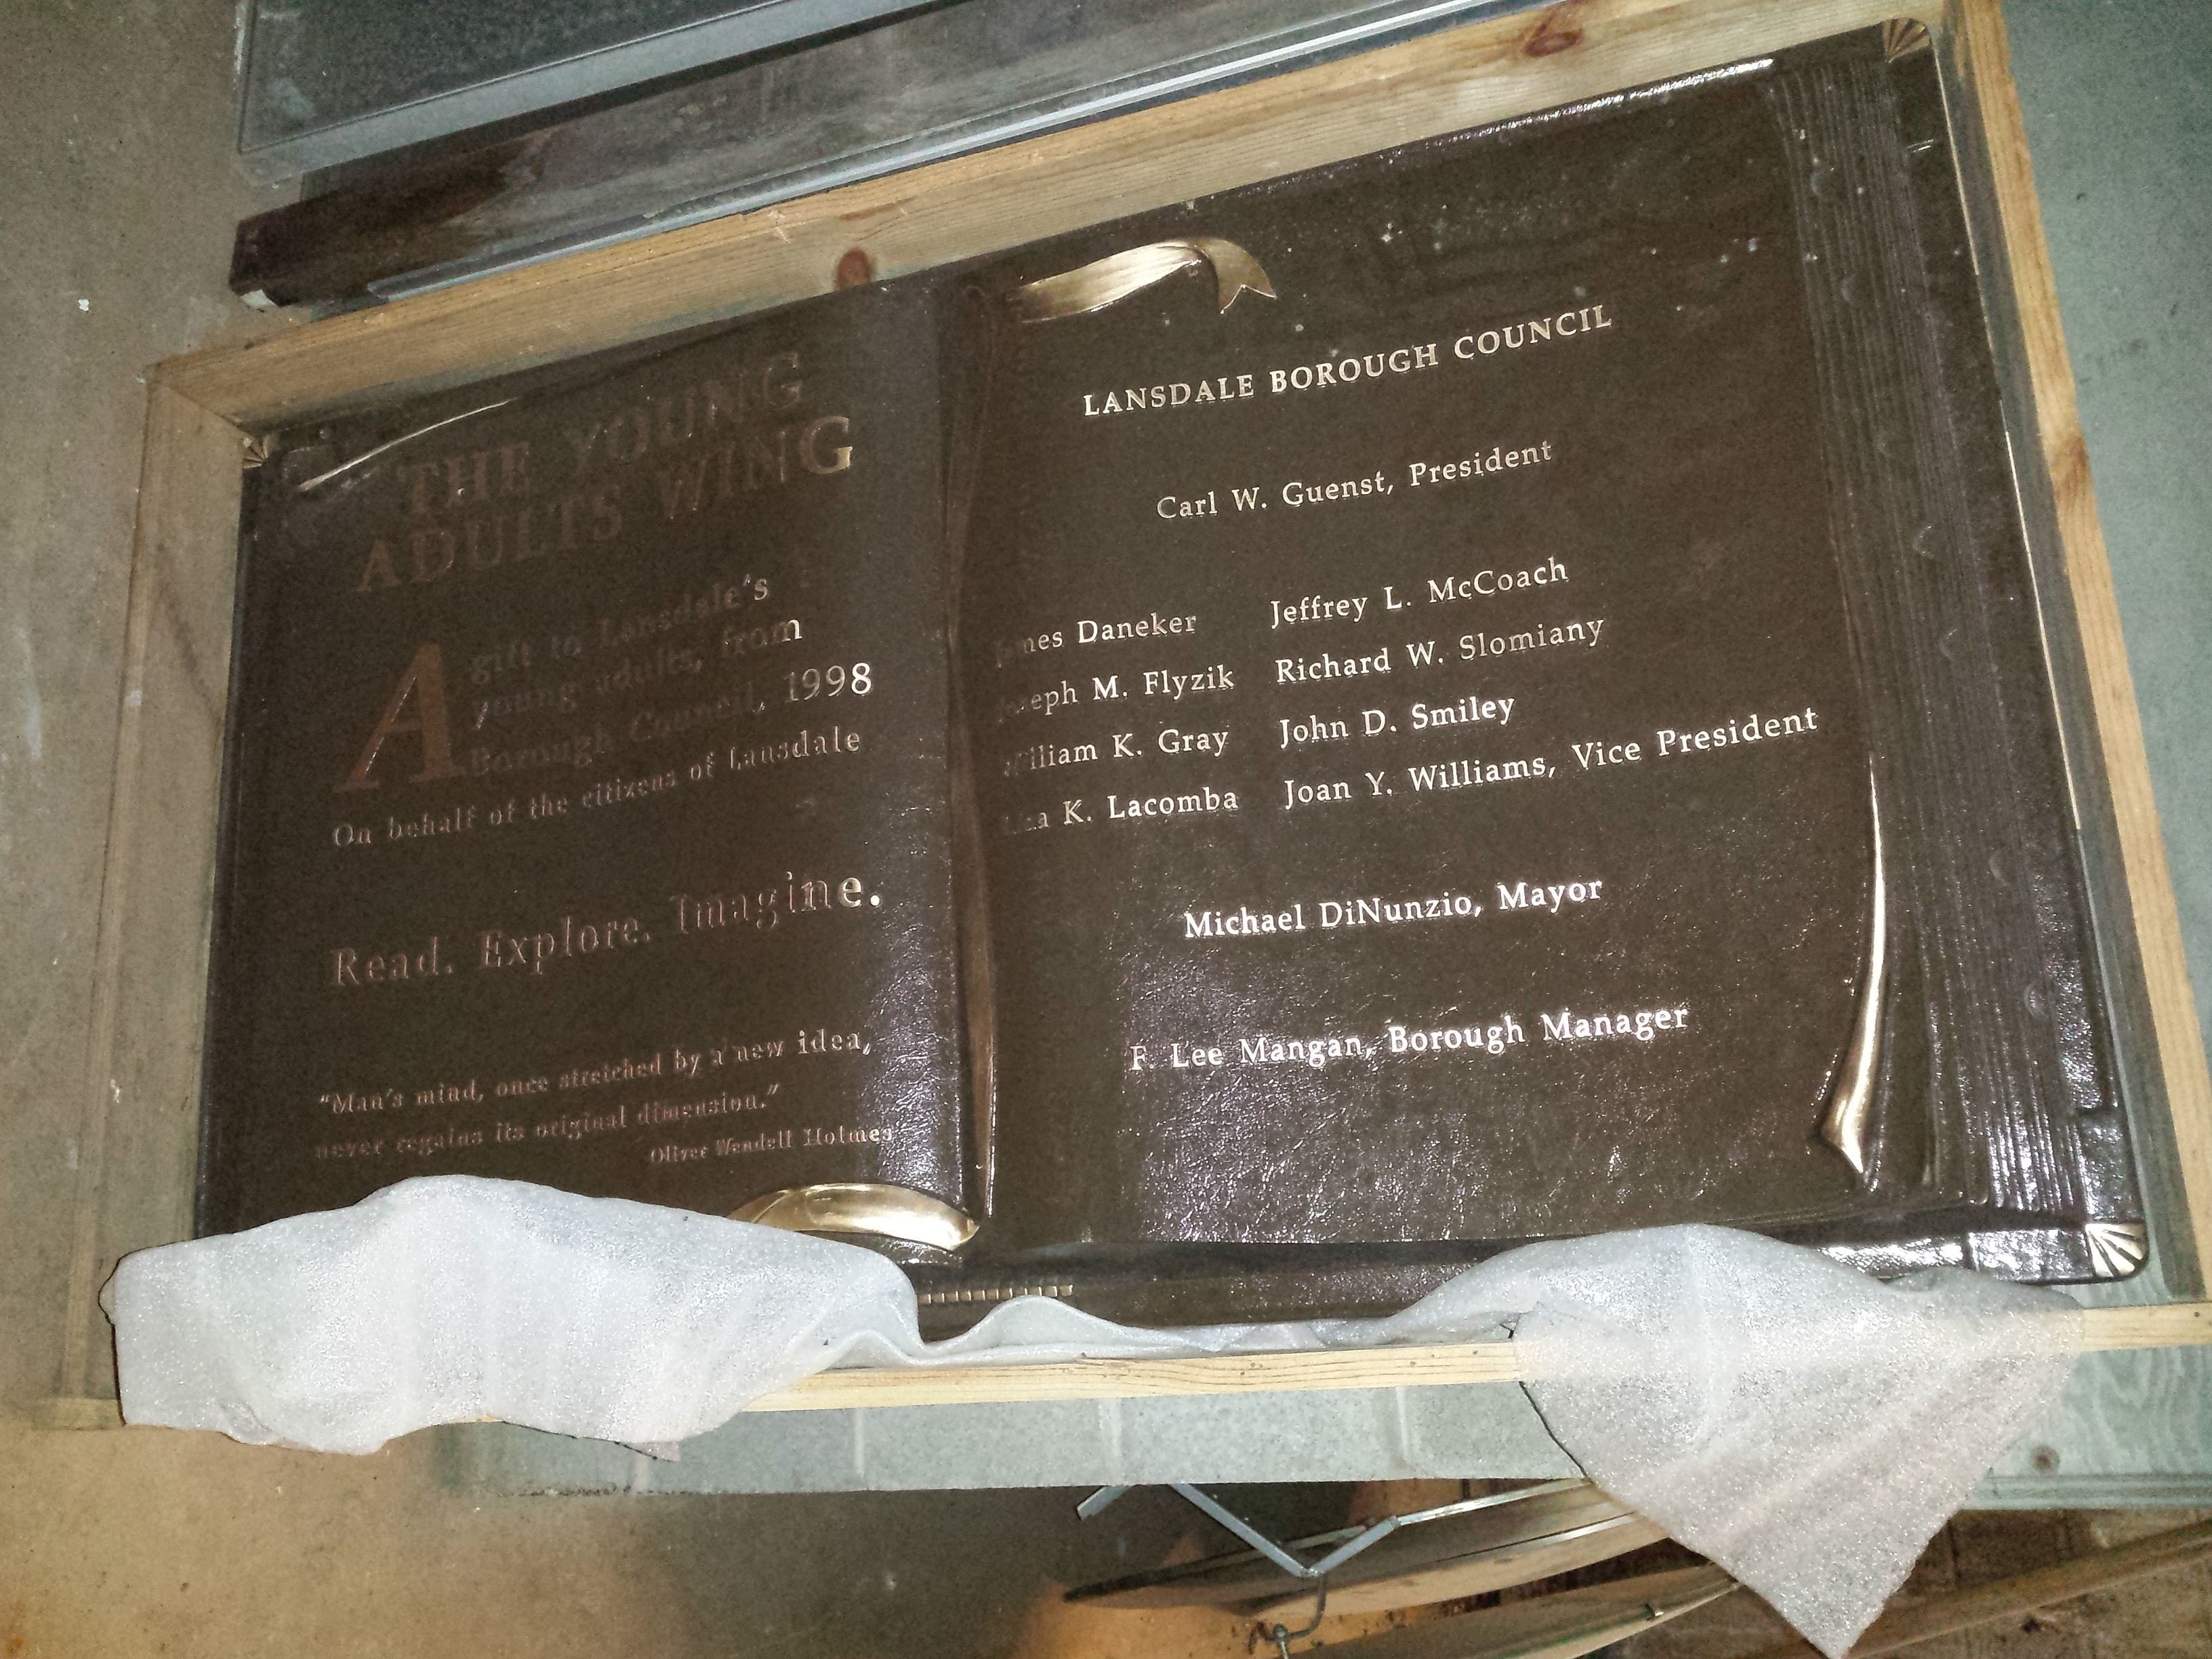 THE YOUNG
ADULTS WING
A gift to Lansdale's
young adults, from
Borough Council, 1998
On behalf of the citizens of Lansdale
Read. Explore. Imagine.
"Man's mind, once stretched by a new idea,
never regains its original dimension."
Oliver Wendell Holmes
LANSDALE BOROUGH COUNCIL
Carl W. Guenst, President
James Daneker Jeffrey L. McCoach
Joseph M. Flyzik Richard W. Slomiany
William K. Gray John D. Smiley
K. Lacomba Joan Y. Williams, Vice President
Michael DiNunzio, Mayor
F. Lee Mangan, Borough Manager